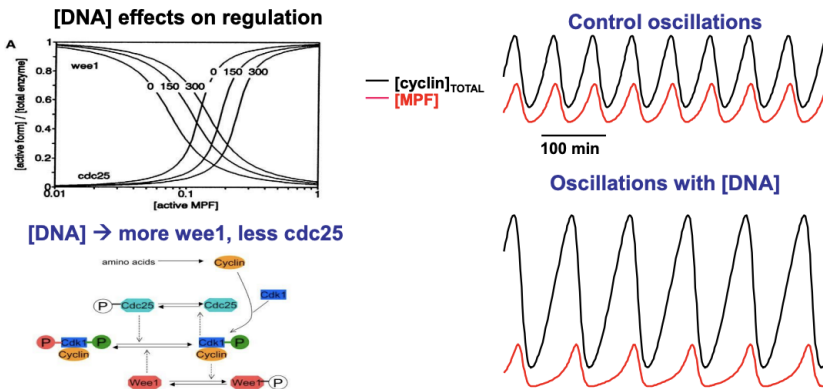 [DNA] effects on regulation
A
[active form] / [total enzyme]
1
0.8
0.6
0.4
0.2
0
wee1
0 150 300
0 150 300
cdc25
0.01
0.1
1
[active MPF]
[DNA] → more wee1, less cdc25
amino acids
Cyclin
Cdk1
P
Cdc25
Cdc25
P
Cdk1
P
Cyclin
Cdk1
P
Cyclin
Wee1
Wee1
P
Control oscillations
[cyclin]TOTAL
[MPF]
100 min
Oscillations with [DNA]